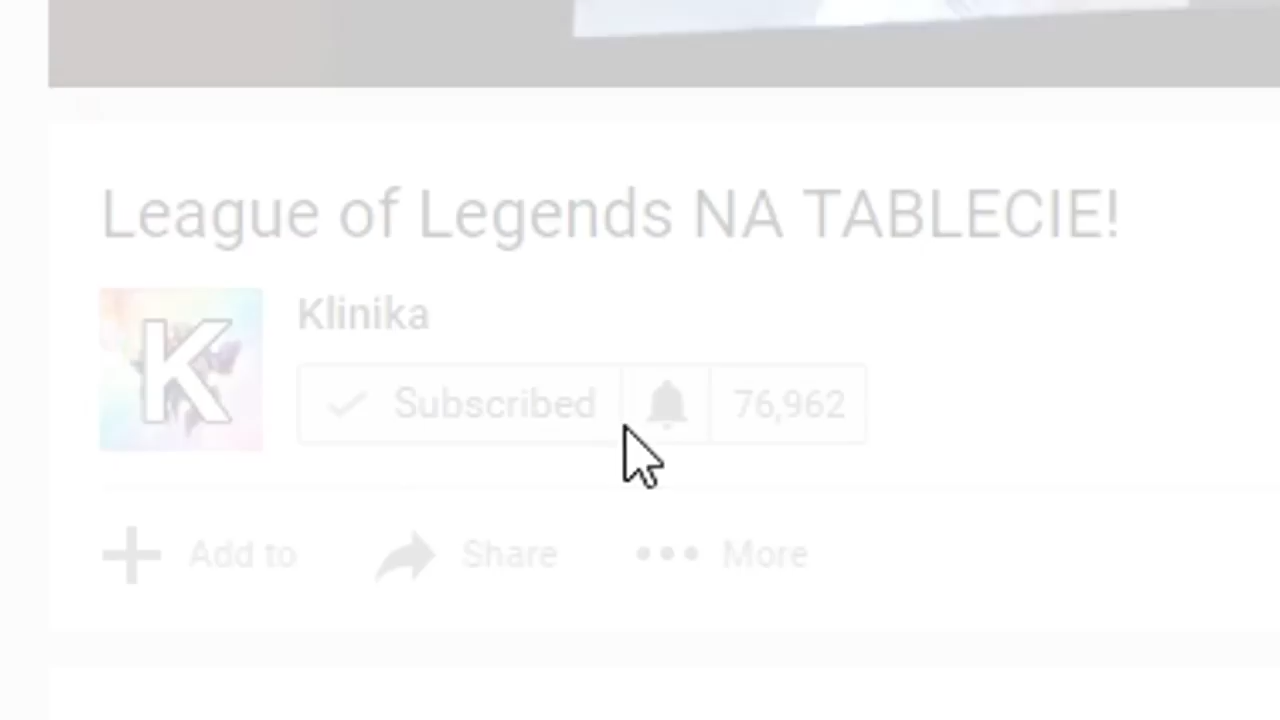 League of Legends NA TABLECIE!
K
Klinika
Subscribed 76,962
Add to Share More